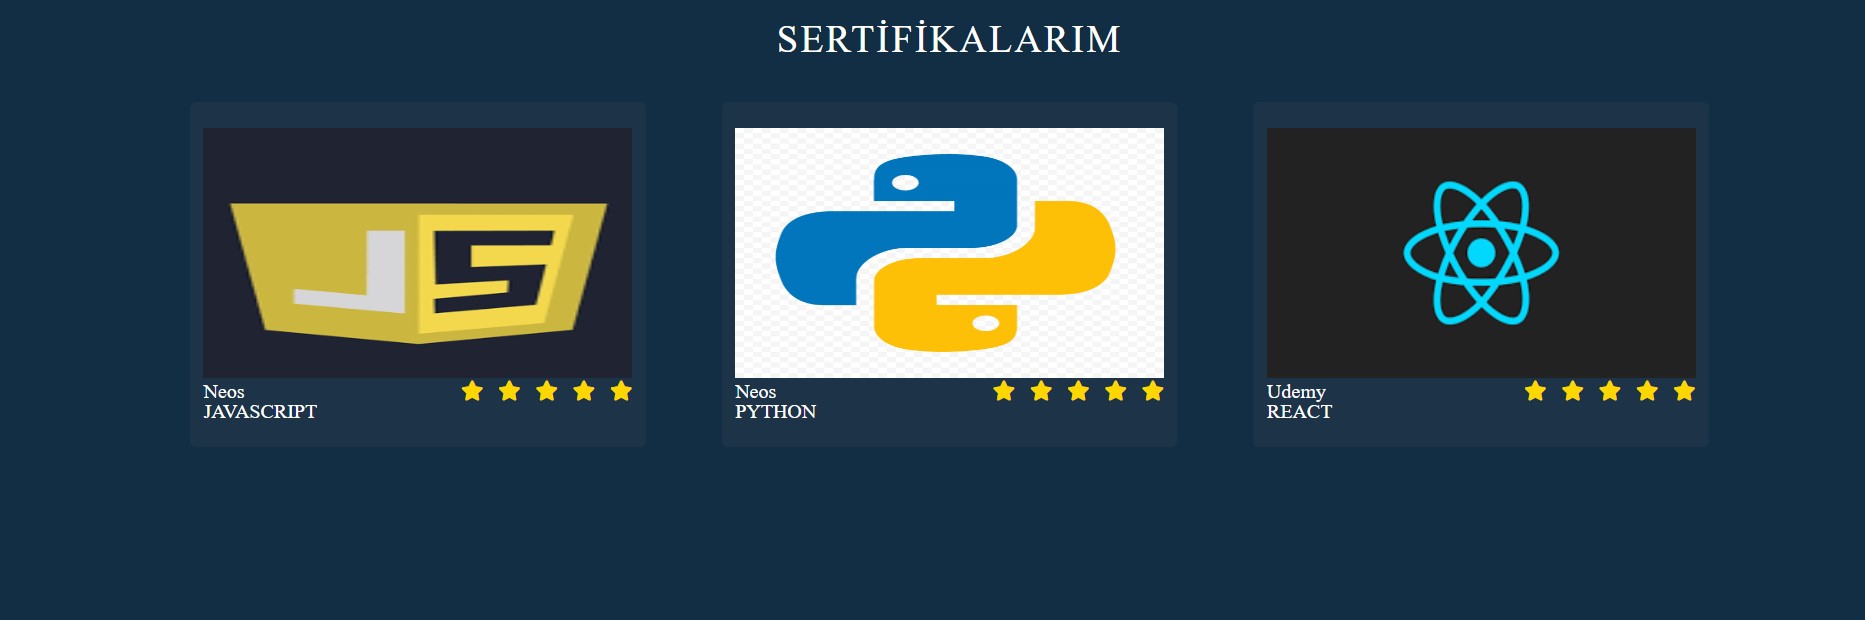 SERTİFİKALARIM
JS
Neos
JAVASCRIPT
Neos
PYTHON
Udemy
REACT